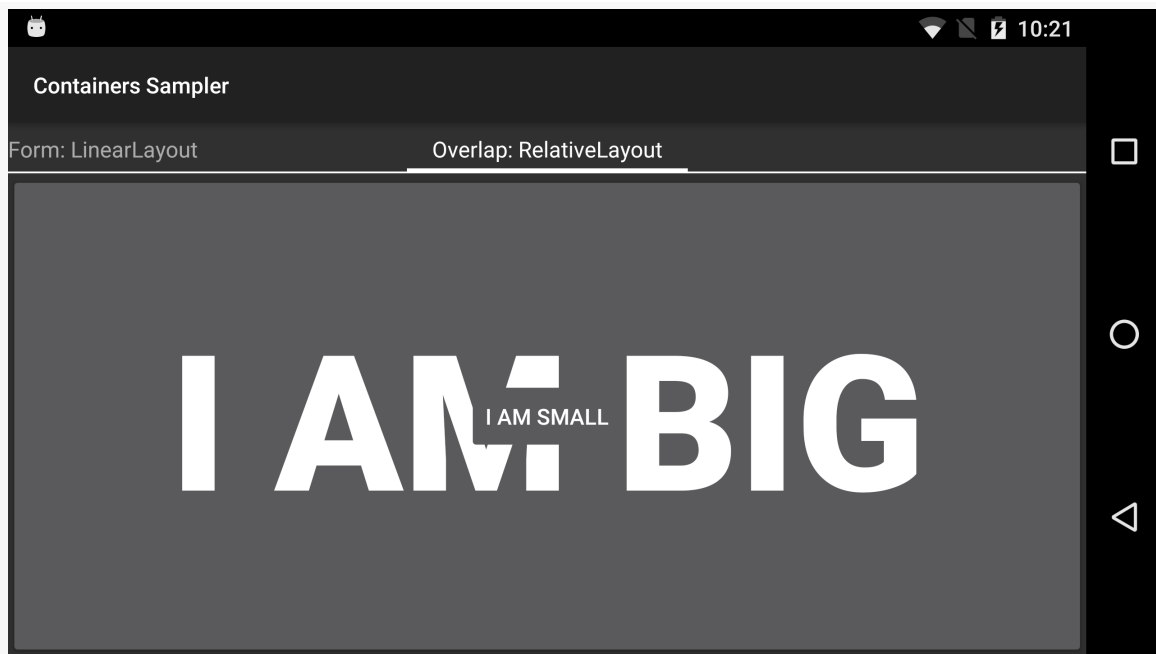 10:21
Containers Sampler
Form: LinearLayout
Overlap: RelativeLayout
I AM BIG
I AM SMALL